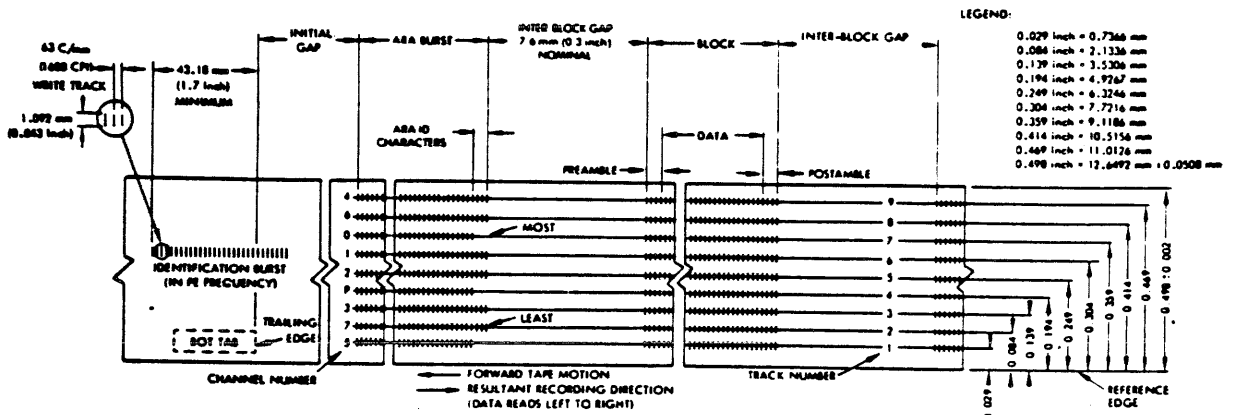 LEGEND:
0.029 inch = 0.7366 mm
0.084 inch = 2.1336 mm
0.139 inch = 3.5306 mm
0.194 inch = 4.9267 mm
0.249 inch = 6.3246 mm
0.304 inch = 7.7216 mm
0.359 inch = 9.1186 mm
0.414 inch = 10.5156 mm
0.469 inch = 11.0126 mm
0.498 inch = 12.6492 mm ± 0.0508 mm
63 C/mm
(1600 CPI)
WRITE TRACK
1.092 mm
(0.043 inch)
43.18 mm
(1.7 inch)
MINIMUM
INITIAL
GAP
ARA BURST
INTER BLOCK GAP
7.6 mm (0.3 inch)
NOMINAL
BLOCK
INTER-BLOCK GAP
ARA ID
CHARACTERS
DATA
PREAMBLE
POSTAMBLE
4
6
0
1
2
P
3
7
5
MOST
LEAST
9
8
7
6
5
4
3
2
1
IDENTIFICATION BURST
(IN PE FREQUENCY)
BOT TAB
TRAILING
EDGE
CHANNEL NUMBER
FORWARD TAPE MOTION
RESULTANT RECORDING DIRECTION
(DATA READS LEFT TO RIGHT)
TRACK NUMBER
REFERENCE
EDGE
0.029
0.084
0.139
0.194
0.249
0.304
0.359
0.414
0.469
0.498 ± 0.002